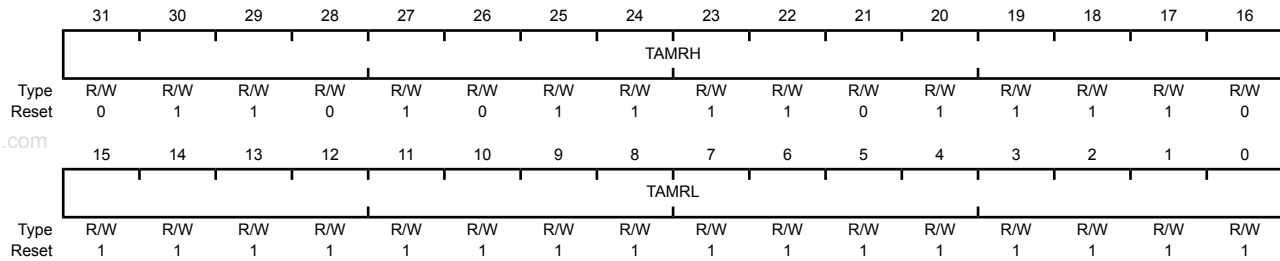 31 30 29 28 27 26 25 24 23 22 21 20 19 18 17 16
TAMRH
Type R/W R/W R/W R/W R/W R/W R/W R/W R/W R/W R/W R/W R/W R/W R/W R/W
Reset 0 1 1 0 1 0 1 1 1 1 0 1 1 1 1 0
.com
15 14 13 12 11 10 9 8 7 6 5 4 3 2 1 0
TAMRL
Type R/W R/W R/W R/W R/W R/W R/W R/W R/W R/W R/W R/W R/W R/W R/W R/W
Reset 1 1 1 1 1 1 1 1 1 1 1 1 1 1 1 1